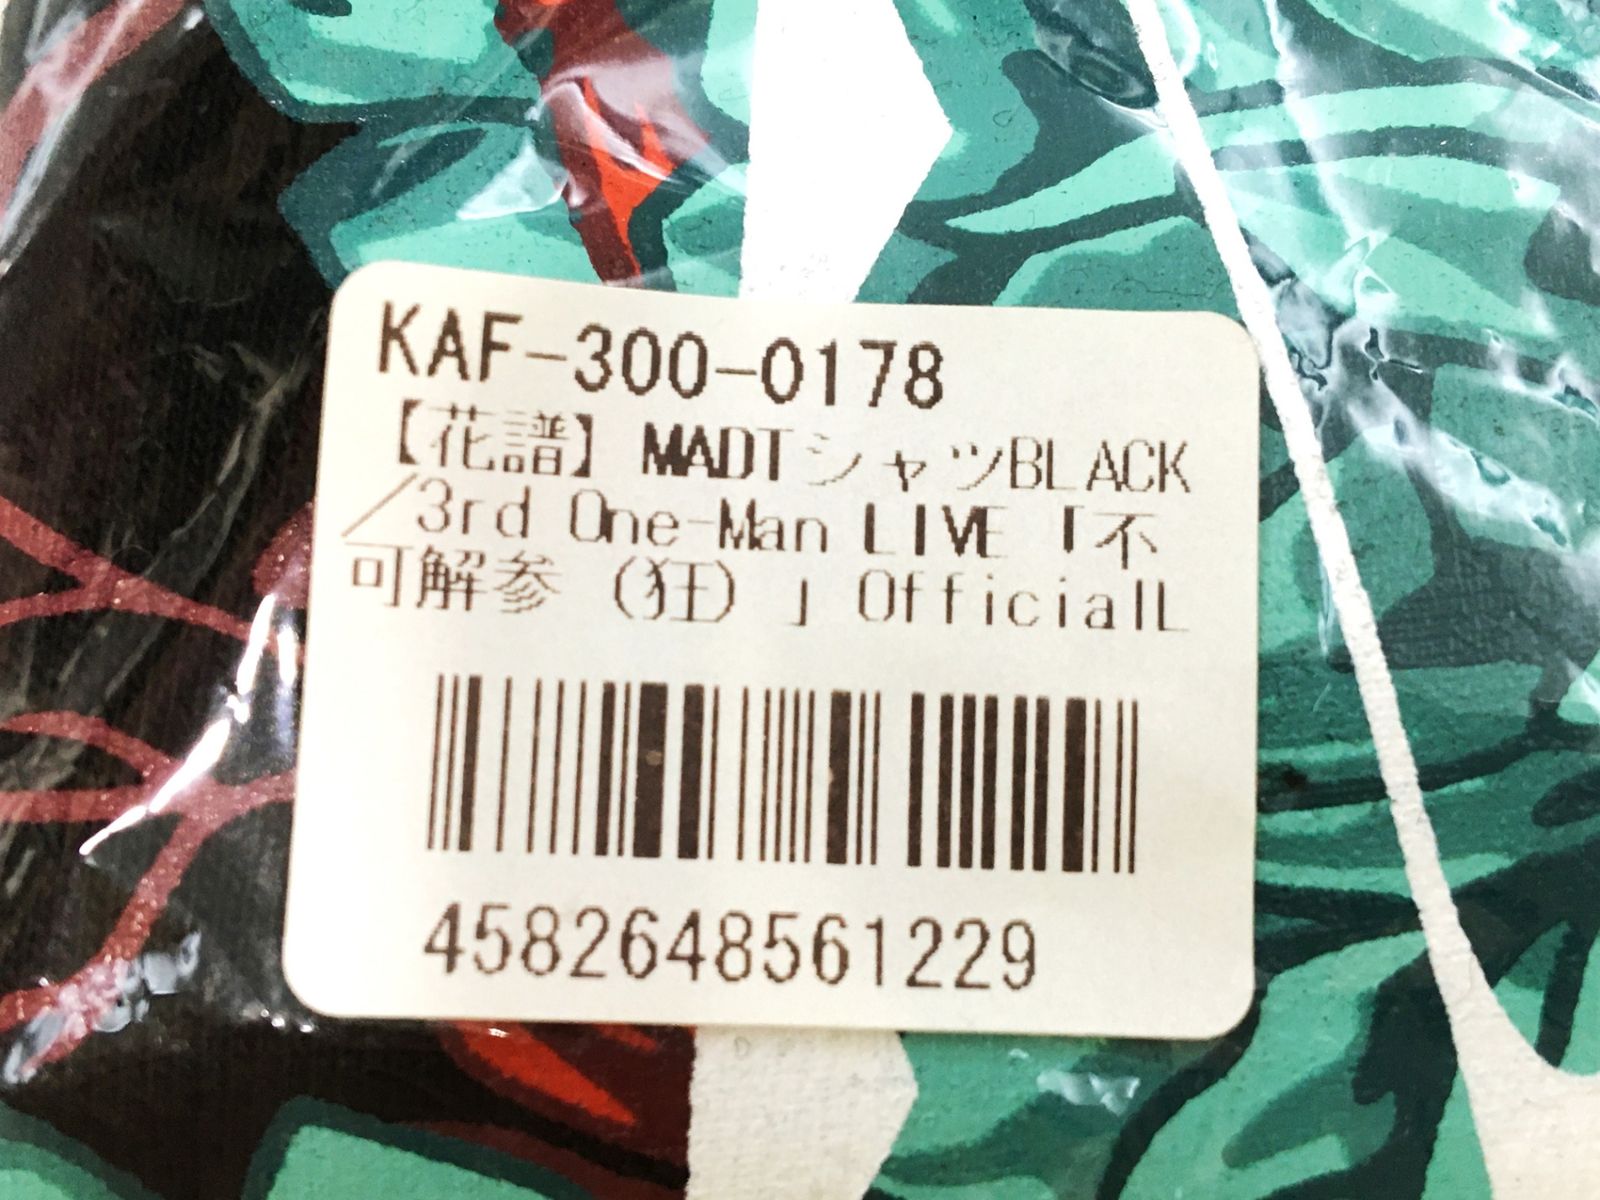 KAF-300-0178
【花譜】MADTシャツBLACK
／3rd One-Man LIVE「不
可解参（狂）」OfficialL
4582648561229